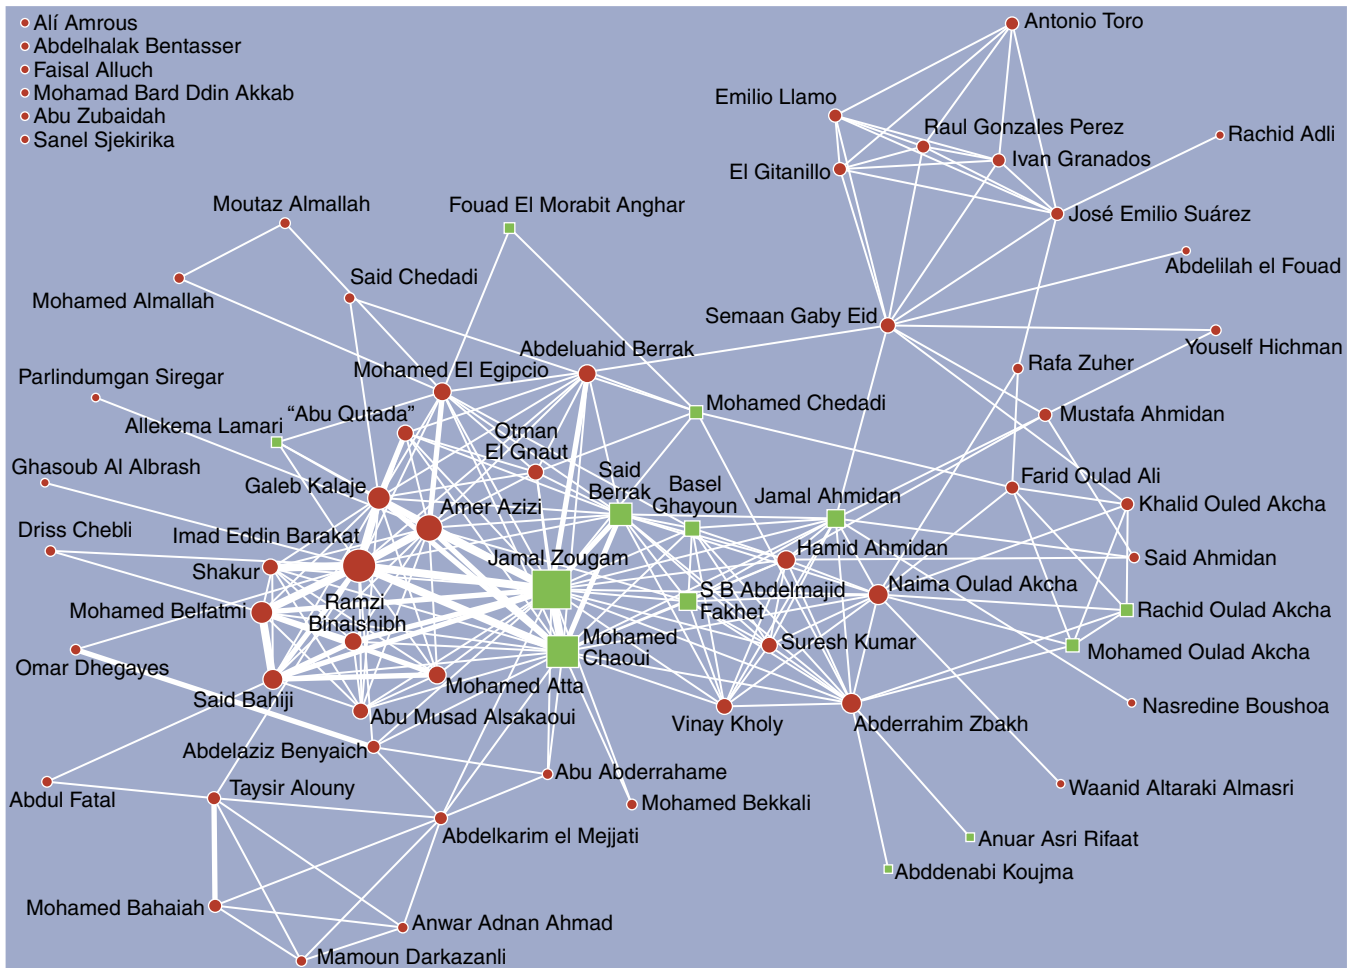 Alí Amrous
Abdelhalak Bentasser
Faisal Alluch
Mohamad Bard Ddin Akkab
Abu Zubaidah
Sanel Sjekirika
Antonio Toro
Emilio Llamo
Raul Gonzales Perez
Rachid Adli
Ivan Granados
El Gitanillo
Moutaz Almallah
Fouad El Morabit Anghar
José Emilio Suárez
Abdelilah el Fouad
Said Chedadi
Mohamed Almallah
Semaan Gaby Eid
Youself Hichman
Abdeluahid Berrak
Rafa Zuher
Mohamed El Egipcio
Parlindumgan Siregar
Mohamed Chedadi
Mustafa Ahmidan
“Abu Qutada”
Allekema Lamari
Otman
El Gnaut
Ghasoub Al Albrash
Said
Berrak
Basel
Ghayoun
Farid Oulad Ali
Galeb Kalaje
Jamal Ahmidan
Khalid Ouled Akcha
Amer Azizi
Driss Chebli
Imad Eddin Barakat
Hamid Ahmidan
Jamal Zougam
Said Ahmidan
Shakur
Naima Oulad Akcha
S B Abdelmajid
Fakhet
Mohamed Belfatmi
Ramzi
Binalshibh
Rachid Oulad Akcha
Mohamed
Chaoui
Suresh Kumar
Mohamed Oulad Akcha
Omar Dhegayes
Mohamed Atta
Said Bahiji
Nasredine Boushoa
Abu Musad Alsakaoui
Vinay Kholy
Abderrahim Zbakh
Abdelaziz Benyaich
Abu Abderrahame
Taysir Alouny
Waanid Altaraki Almasri
Abdul Fatal
Mohamed Bekkali
Abdelkarim el Mejjati
Anuar Asri Rifaat
Abddenabi Koujma
Mohamed Bahaiah
Anwar Adnan Ahmad
Mamoun Darkazanli